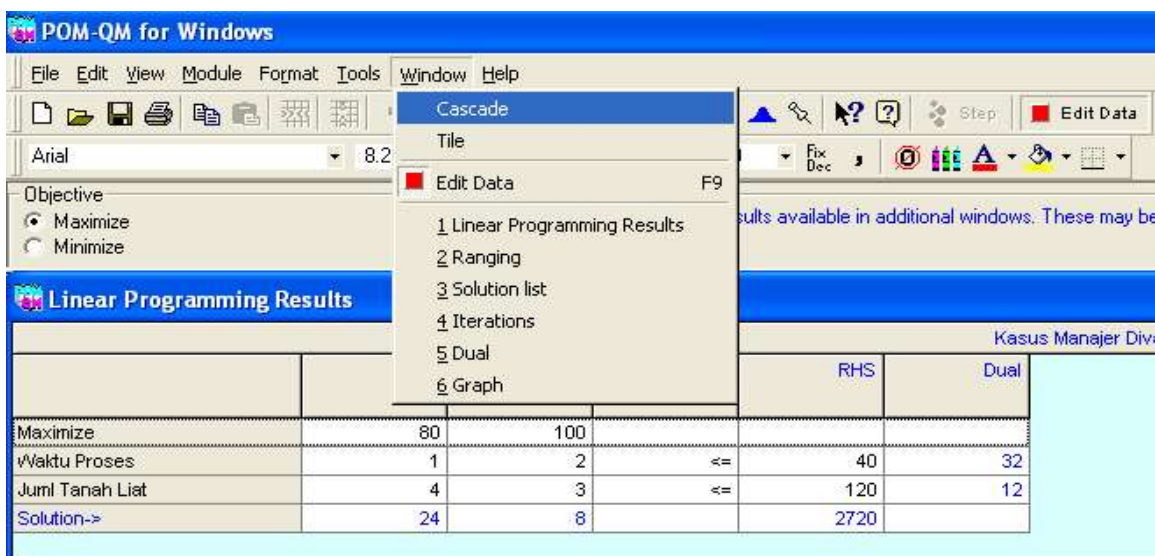 POM-QM for Windows
File Edit View Module Format Tools Window Help
Cascade
Step Edit Data
Tile
Arial 8.2 Fix Dec , 0 A
Edit Data F9
Objective
Maximize
Minimize
available in additional windows. These may be
1 Linear Programming Results
2 Ranging
3 Solution list
4 Iterations
5 Dual
6 Graph
Linear Programming Results
Kasus Manajer
RHS Dual
Maximize 80 100
Waktu Proses 1 2 <= 40 32
Juml Tanah Liat 4 3 <= 120 12
Solution-> 24 8 2720